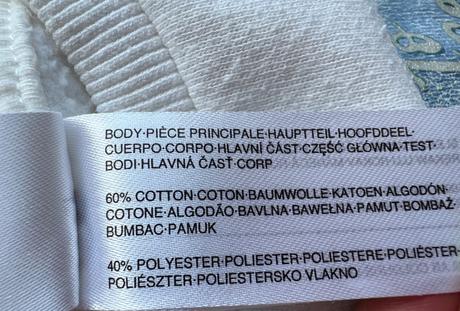 BODY·PIÈCE PRINCIPALE·HAUPTTEIL·HOOFDDEEL·
CUERPO·CORPO·HLAVNÍ ČÁST·CZĘŚĆ GŁÓWNA·TEST·
BODI·HLAVNÁ ČASŤ·CORP
60% COTTON·COTON·BAUMWOLLE·KATOEN·ALGODÓN·
COTONE·ALGODÃO·BAVLNA·BAWEŁNA·PAMUT·BOMBAŽ·
BUMBAC·PAMUK
40% POLYESTER·POLIESTER·POLIESTERE·POLIÉSTER·
POLIÉSZTER·POLIESTERSKO VLAKNO